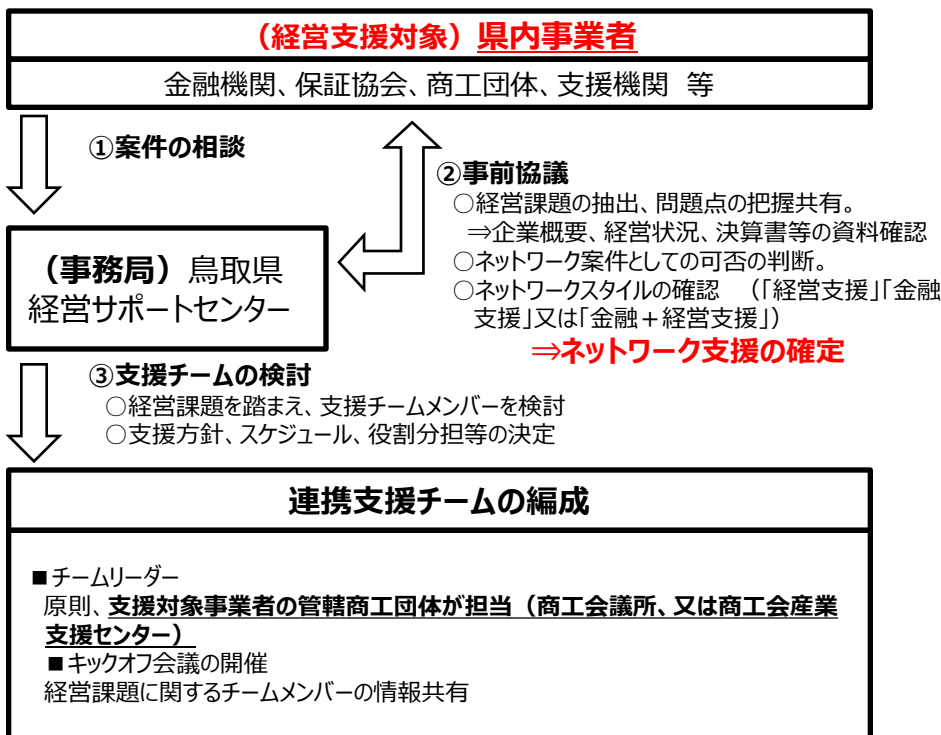 （経営支援対象）県内事業者
金融機関、保証協会、商工団体、支援機関　等
①案件の相談
②事前協議
○経営課題の抽出、問題点の把握共有。
⇒企業概要、経営状況、決算書等の資料確認
○ネットワーク案件としての可否の判断。
○ネットワークスタイルの確認　（「経営支援」「金融
支援」又は「金融＋経営支援」）
⇒ネットワーク支援の確定
（事務局）鳥取県
経営サポートセンター
③支援チームの検討
○経営課題を踏まえ、支援チームメンバーを検討
○支援方針、スケジュール、役割分担等の決定
連携支援チームの編成
■チームリーダー
原則、支援対象事業者の管轄商工団体が担当（商工会議所、又は商工会産業
支援センター）
■キックオフ会議の開催
経営課題に関するチームメンバーの情報共有